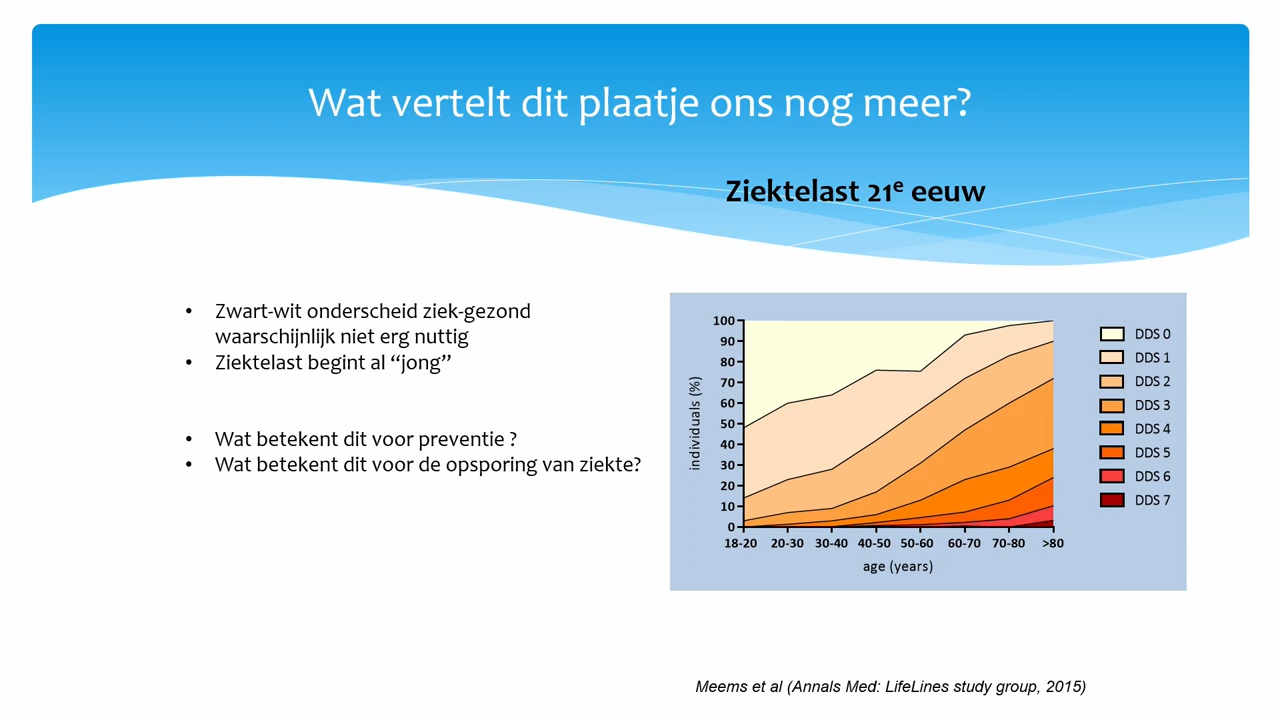 Wat vertelt dit plaatje ons nog meer?
Ziektelast 21e eeuw
• Zwart-wit onderscheid ziek-gezond
waarschijnlijk niet erg nuttig
• Ziektelast begint al “jong”
• Wat betekent dit voor preventie ?
• Wat betekent dit voor de opsporing van ziekte?
individuals (%)
100
90
80
70
60
50
40
30
20
10
0
18-20 20-30 30-40 40-50 50-60 60-70 70-80 >80
age (years)
DDS 0
DDS 1
DDS 2
DDS 3
DDS 4
DDS 5
DDS 6
DDS 7
Meems et al (Annals Med: LifeLines study group, 2015)